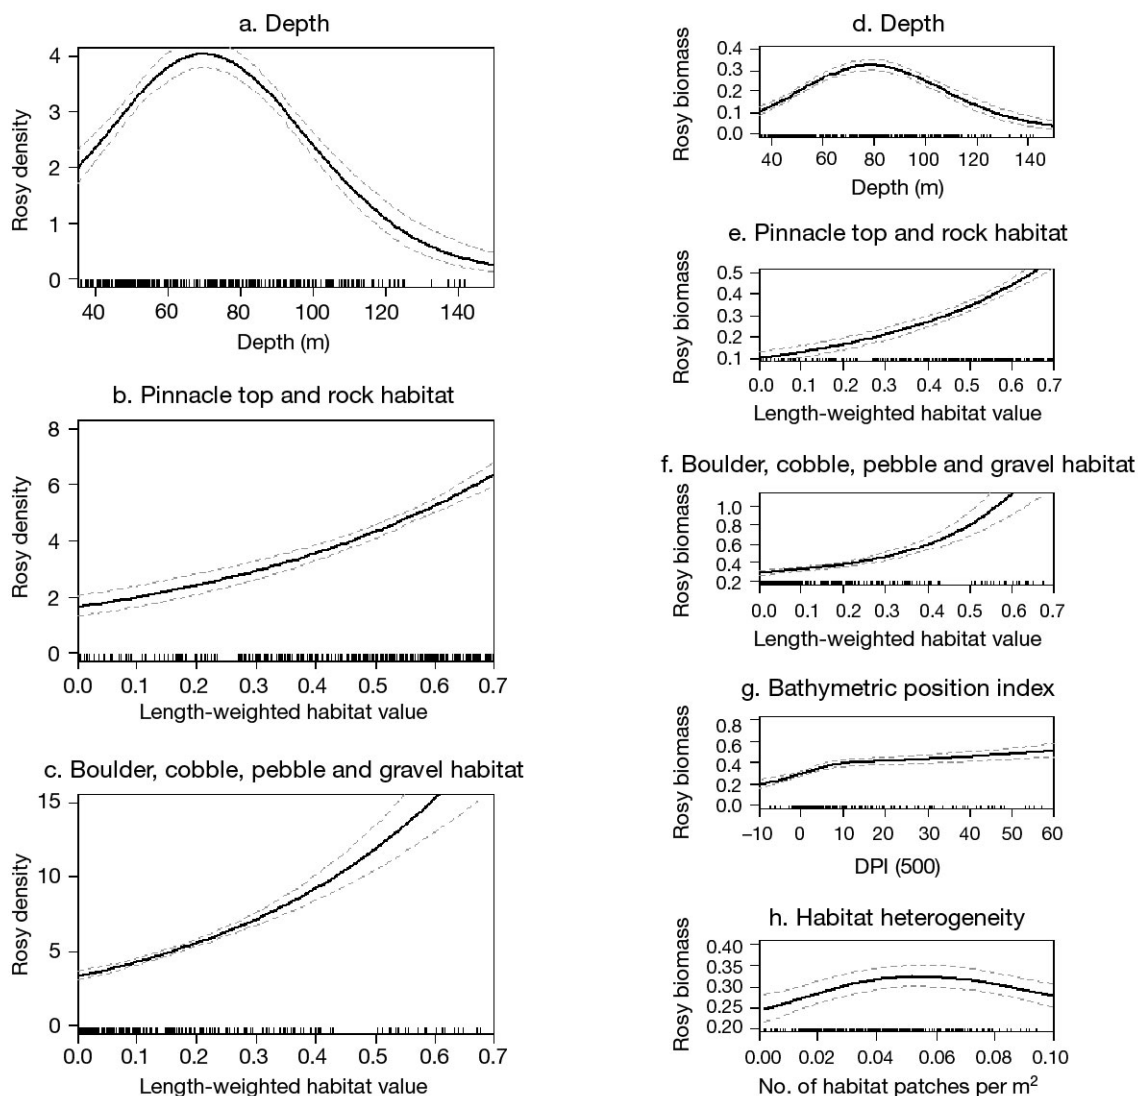 a. Depth
4
3
2
1
0
Rosy density
40 60 80 100 120 140
Depth (m)
b. Pinnacle top and rock habitat
8
6
4
2
0
Rosy density
0.0 0.1 0.2 0.3 0.4 0.5 0.6 0.7
Length-weighted habitat value
c. Boulder, cobble, pebble and gravel habitat
15
10
5
0
Rosy density
0.0 0.1 0.2 0.3 0.4 0.5 0.6 0.7
Length-weighted habitat value
d. Depth
0.4
0.3
0.2
0.1
0.0
Rosy biomass
40 60 80 100 120 140
Depth (m)
e. Pinnacle top and rock habitat
0.5
0.4
0.3
0.2
0.1
Rosy biomass
0.0 0.1 0.2 0.3 0.4 0.5 0.6 0.7
Length-weighted habitat value
f. Boulder, cobble, pebble and gravel habitat
1.0
0.8
0.6
0.4
0.2
Rosy biomass
0.0 0.1 0.2 0.3 0.4 0.5 0.6 0.7
Length-weighted habitat value
g. Bathymetric position index
0.8
0.6
0.4
0.2
0.0
Rosy biomass
−10 0 10 20 30 40 50 60
DPI (500)
h. Habitat heterogeneity
0.40
0.35
0.30
0.25
0.20
Rosy biomass
0.00 0.02 0.04 0.06 0.08 0.10
No. of habitat patches per m²